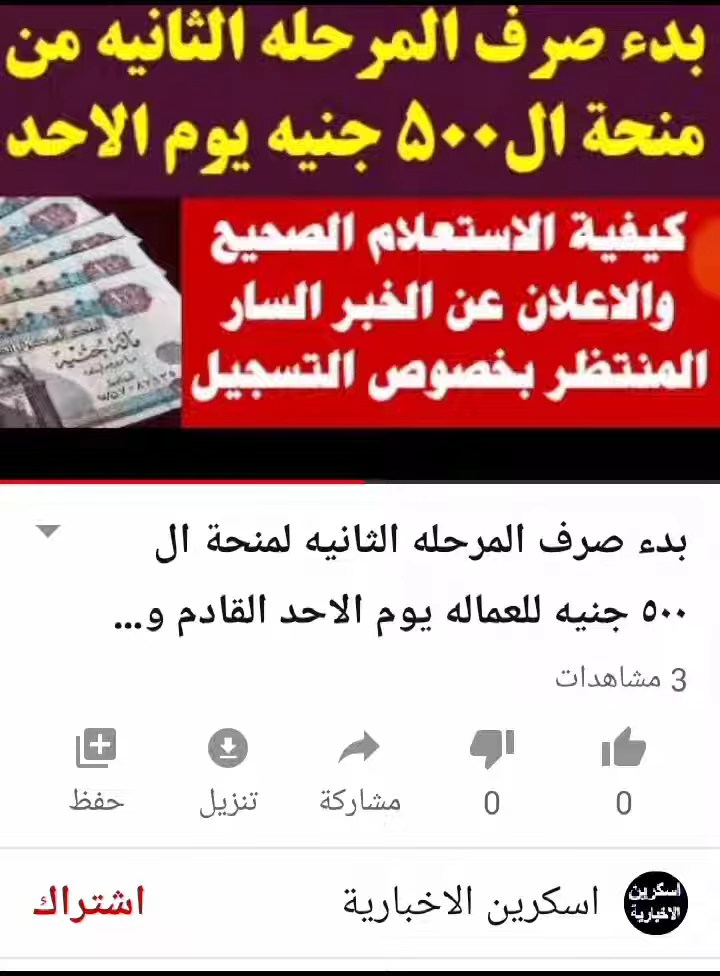 بدء صرف المرحله الثانيه من
منحة ال٥٠٠ جنيه يوم الاحد
كيفية الاستعلام الصحيح
والاعلان عن الخبر السار
المنتظر بخصوص التسجيل
مائة جنيه
بدء صرف المرحله الثانيه لمنحة ال
٥٠٠ جنيه للعماله يوم الاحد القادم و...
3 مشاهدات
0
0
مشاركة
تنزيل
حفظ
اسكرين
الاخبارية
اسكرين الاخبارية
اشتراك